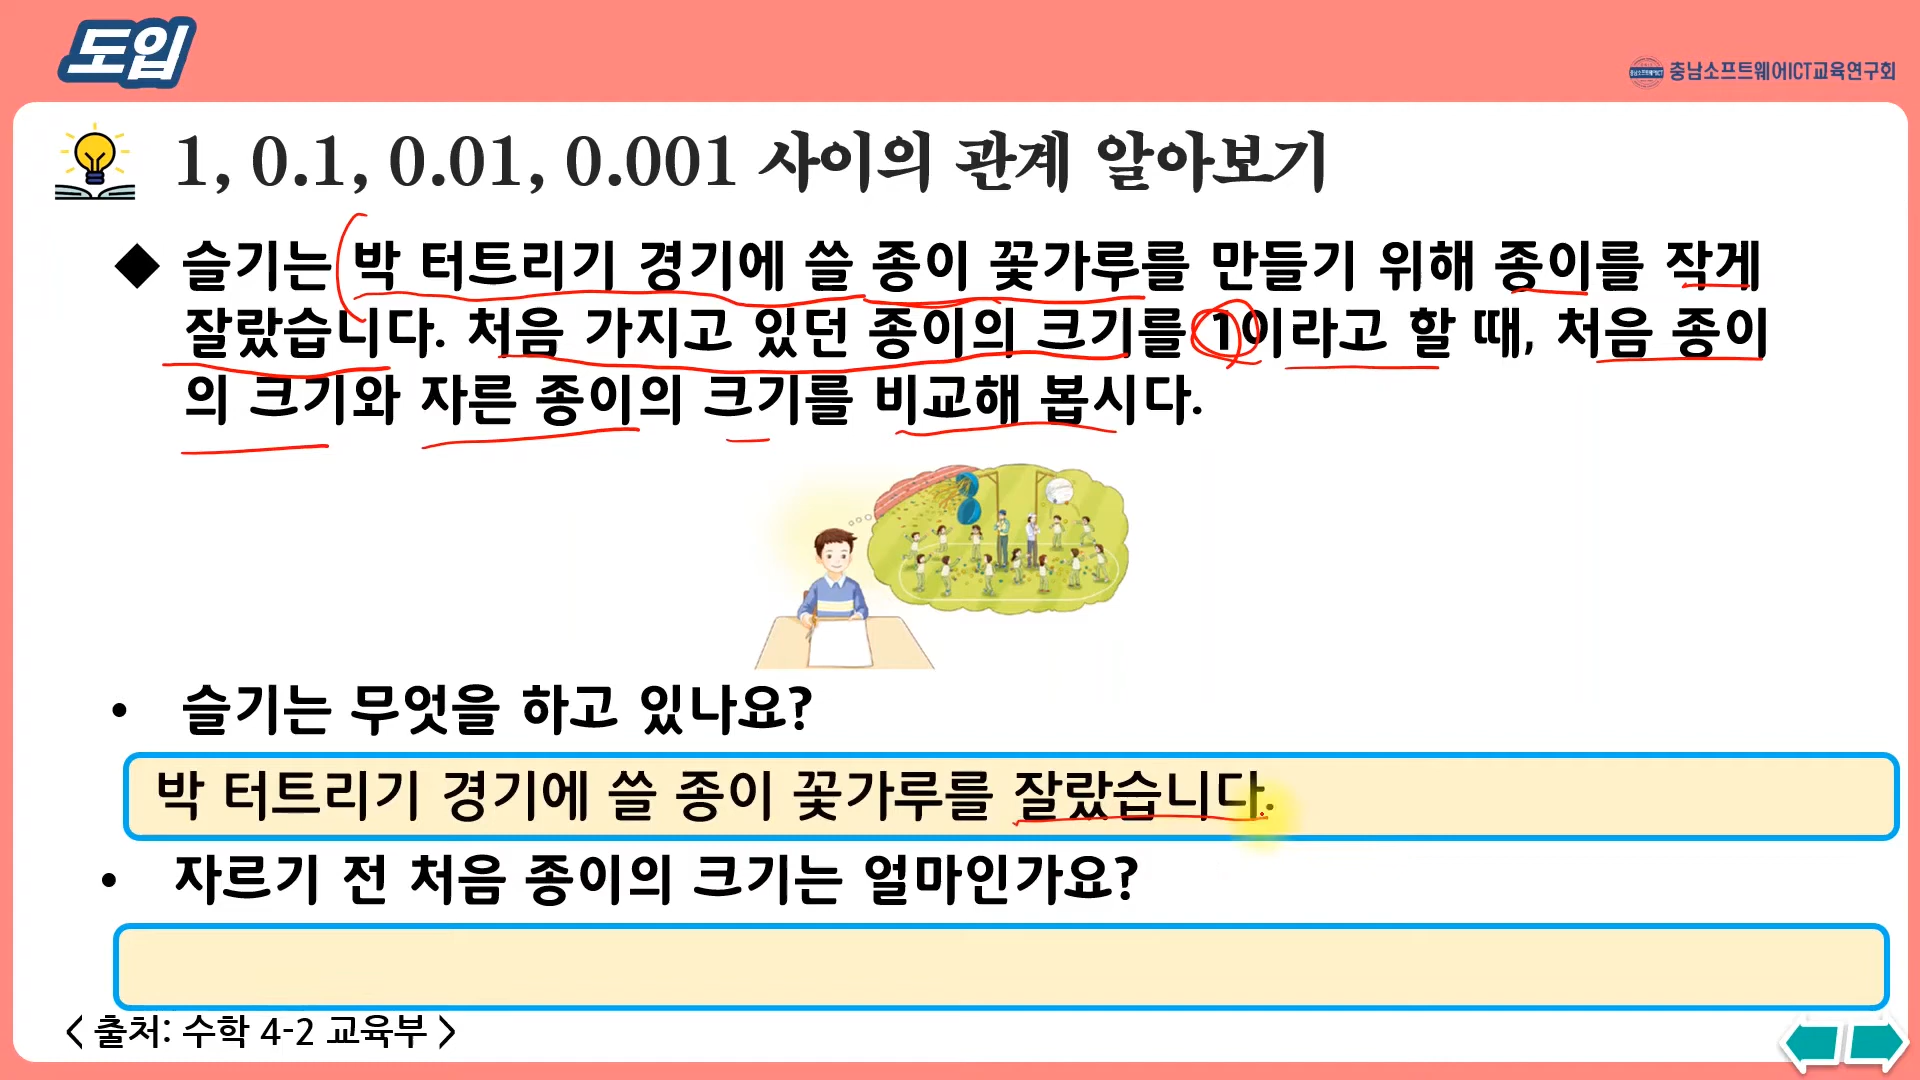 도입
충남소프트웨어ICT교육연구회
1, 0.1, 0.01, 0.001 사이의 관계 알아보기
◆ 슬기는 박 터트리기 경기에 쓸 종이 꽃가루를 만들기 위해 종이를 작게
잘랐습니다. 처음 가지고 있던 종이의 크기를 1이라고 할 때, 처음 종이
의 크기와 자른 종이의 크기를 비교해 봅시다.
• 슬기는 무엇을 하고 있나요?
박 터트리기 경기에 쓸 종이 꽃가루를 잘랐습니다.
• 자르기 전 처음 종이의 크기는 얼마인가요?
< 출처: 수학 4-2 교육부 >